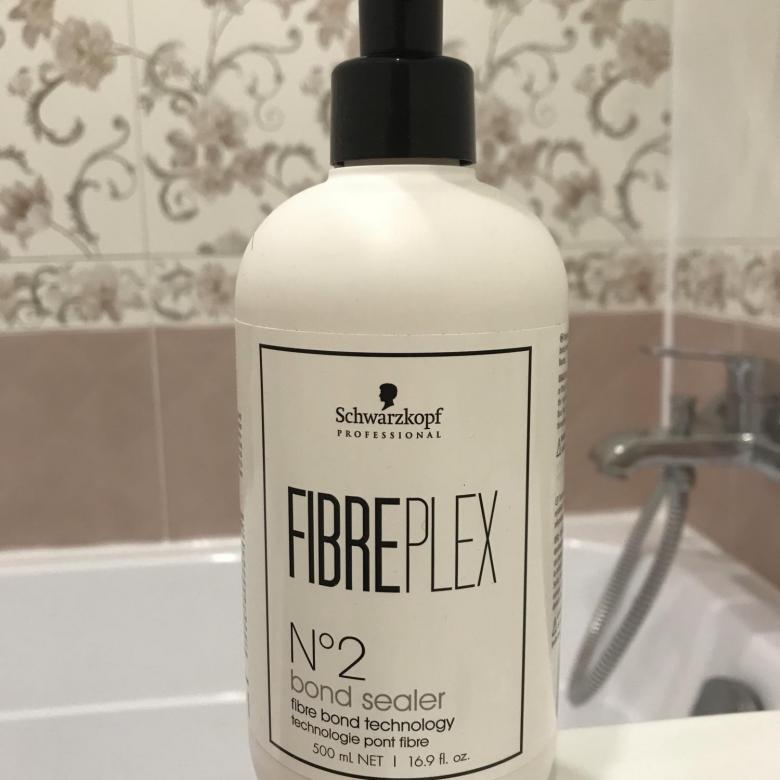 Schwarzkopf
PROFESSIONAL
FIBREPLEX
N°2
bond sealer
fibre bond technology
technologie pont fibre
500 mL NET | 16.9 fl. oz.